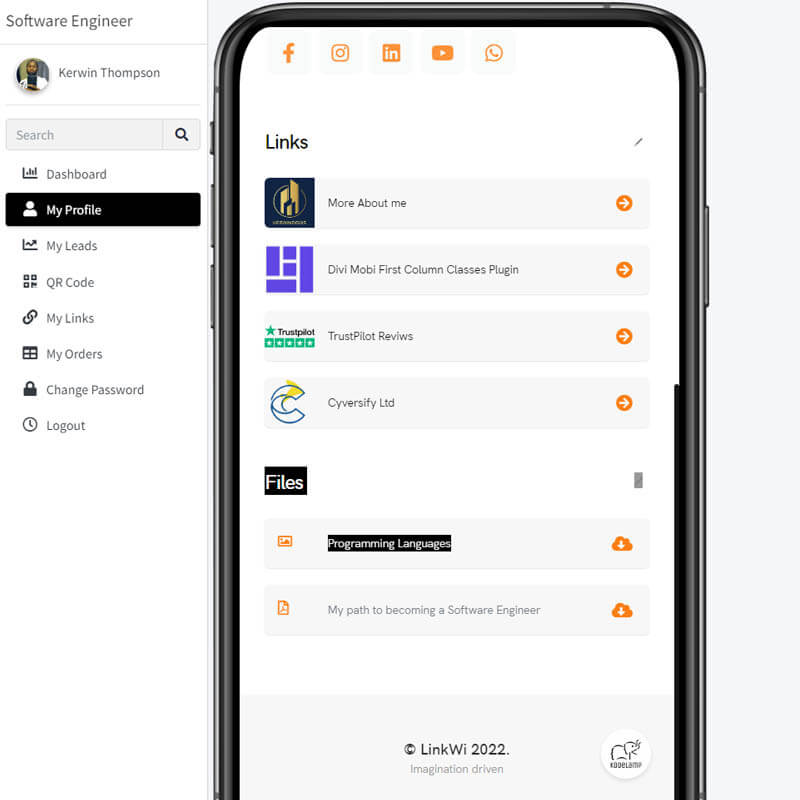 Software Engineer
Kerwin Thompson
Search
Dashboard
My Profile
My Leads
QR Code
My Links
My Orders
Change Password
Logout
Links
More About me
Divi Mobi First Column Classes Plugin
Trustpilot
TrustPilot Reviws
Cyversify Ltd
Files
Programming Languages
My path to becoming a Software Engineer
© LinkWi 2022.
Imagination driven
KODELAMP